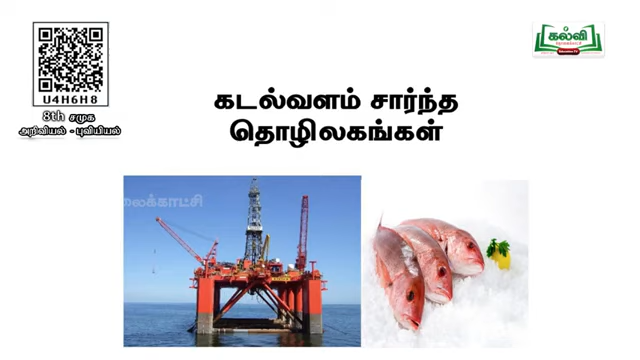 U4H6H8
8th சமுக
அறிவியல் - புவியியல்
கல்வி
கடல்வளம் சார்ந்த
தொழிலகங்கள்
லைக்காட்சி